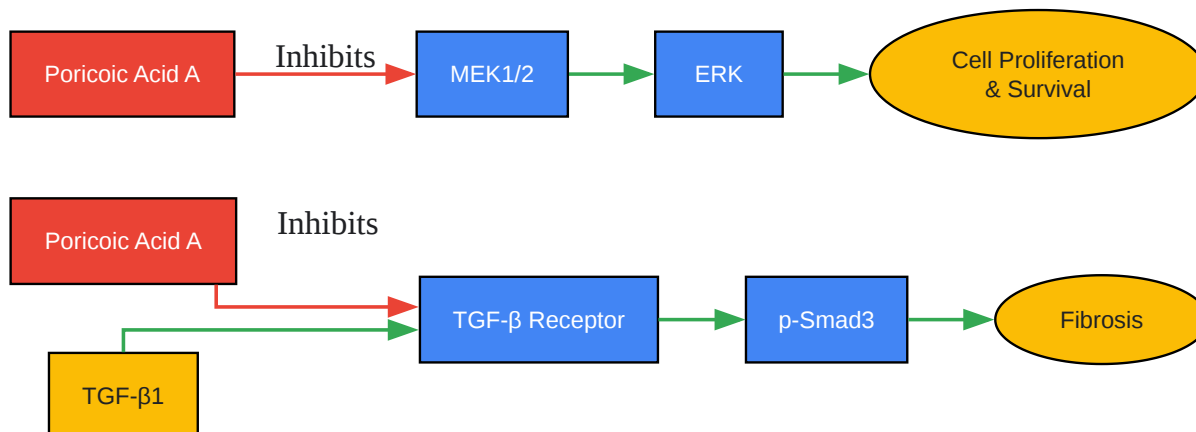 Poricoic Acid A
Inhibits
MEK1/2
ERK
Cell Proliferation
& Survival
Poricoic Acid A
Inhibits
TGF-β Receptor
p-Smad3
Fibrosis
TGF-β1